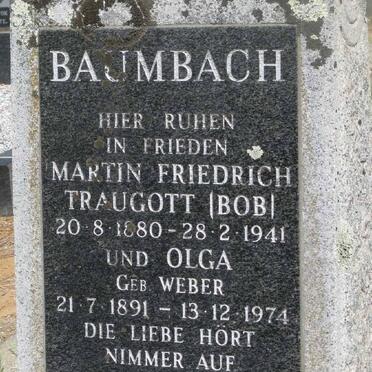 BAUMBACH
HIER RUHEN
IN FRIEDEN
MARTIN FRIEDRICH
TRAUGOTT (BOB)
20·8·1880-28·2·1941
UND OLGA
GEB WEBER
21·7·1891 - 13·12·1974
DIE LIEBE HÖRT
NIMMER AUF